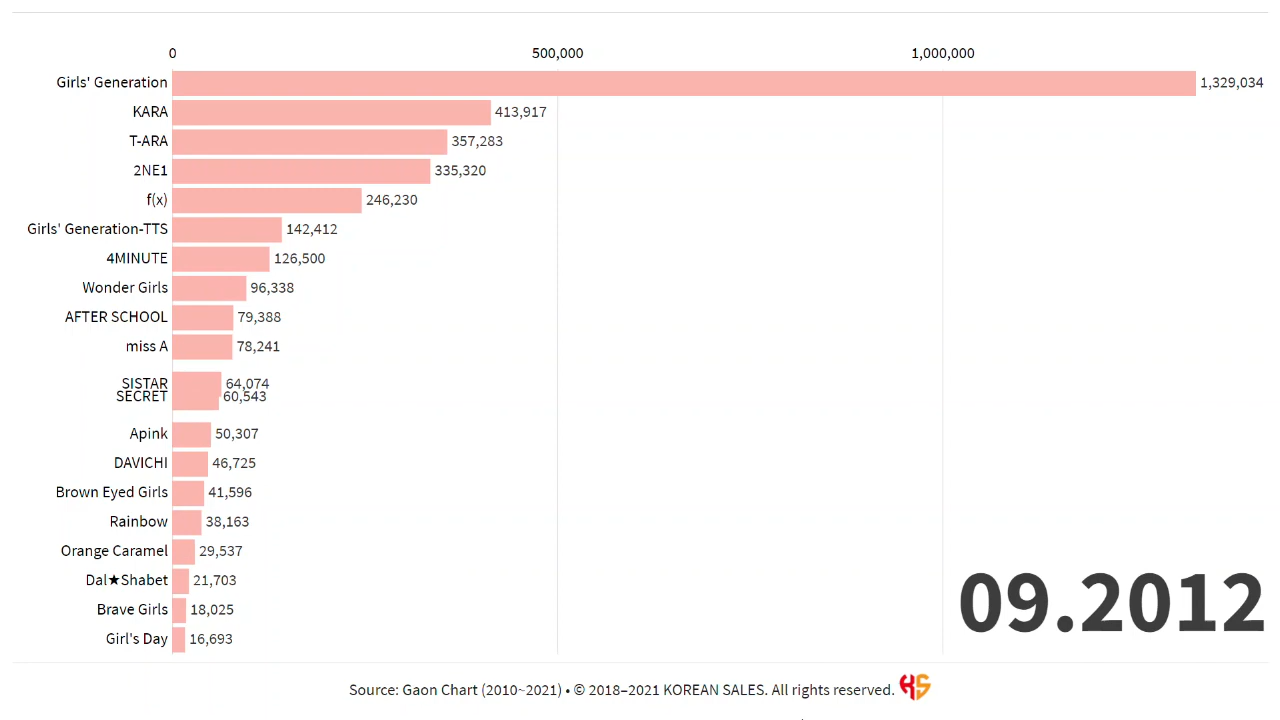 0 500,000 1,000,000
Girls' Generation 1,329,034
KARA 413,917
T-ARA 357,283
2NE1 335,320
f(x) 246,230
Girls' Generation-TTS 142,412
4MINUTE 126,500
Wonder Girls 96,338
AFTER SCHOOL 79,388
miss A 78,241
SISTAR 64,074
SECRET 60,543
Apink 50,307
DAVICHI 46,725
Brown Eyed Girls 41,596
Rainbow 38,163
Orange Caramel 29,537
Dal★Shabet 21,703
Brave Girls 18,025
Girl's Day 16,693
09.2012
Source: Gaon Chart (2010~2021) • © 2018–2021 KOREAN SALES. All rights reserved. KS